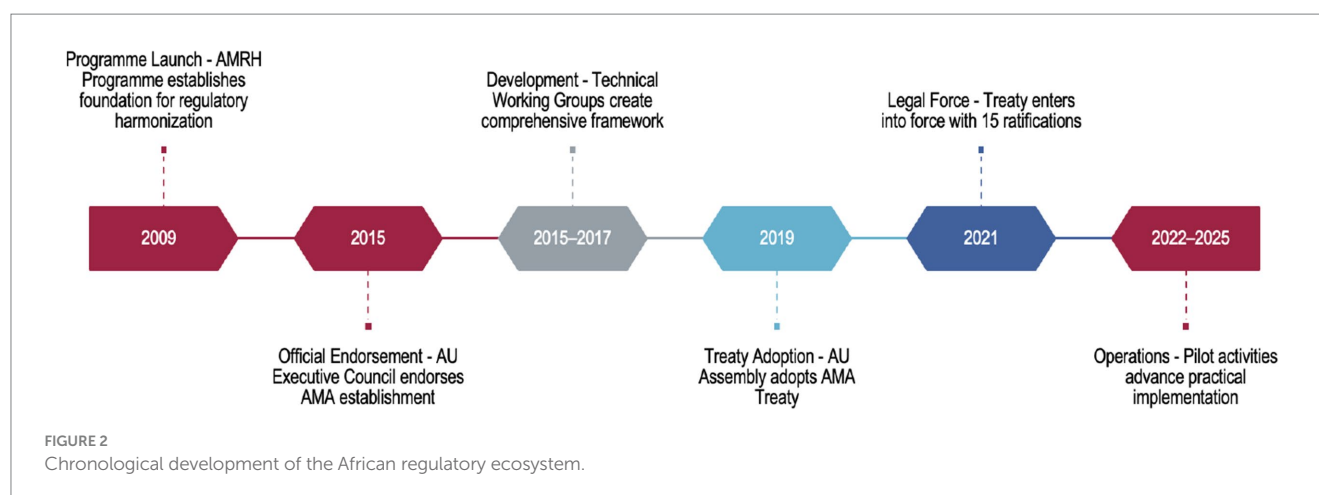 Programme Launch - AMRH
Programme establishes
foundation for regulatory
harmonization
Development - Technical
Working Groups create
comprehensive framework
Legal Force - Treaty enters
into force with 15 ratifications
2009
2015
2015–2017
2019
2021
2022–2025
Official Endorsement - AU
Executive Council endorses
AMA establishment
Treaty Adoption - AU
Assembly adopts AMA
Treaty
Operations - Pilot activities
advance practical
implementation
FIGURE 2
Chronological development of the African regulatory ecosystem.